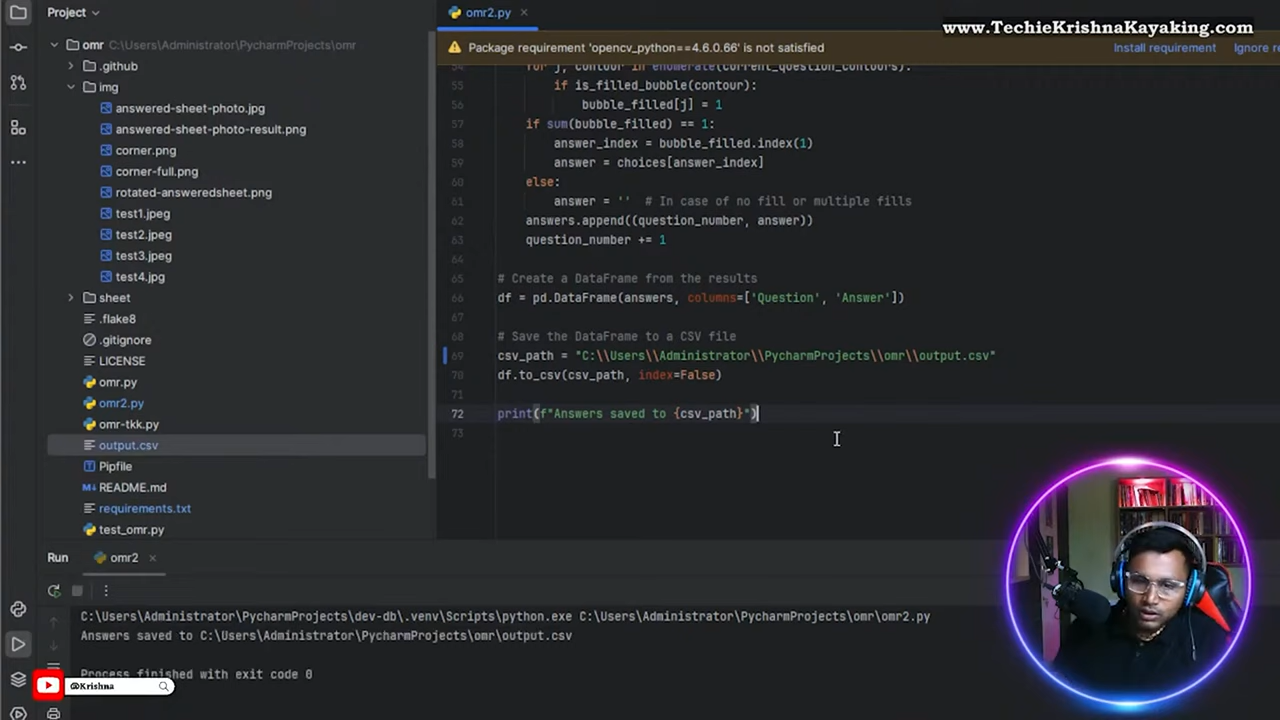 Project
omr2.py
www.TechieKrishnaKayaking.com
omr C:\Users\Administrator\PycharmProjects\omr
Package requirement 'opencv_python==4.6.0.66' is not satisfied
Install requirement
Ignore re
.github
img
answered-sheet-photo.jpg
answered-sheet-photo-result.png
corner.png
corner-full.png
rotated-answeredsheet.png
test1.jpeg
test2.jpeg
test3.jpeg
test4.jpg
sheet
.flake8
.gitignore
LICENSE
omr.py
omr2.py
omr-tkk.py
output.csv
Pipfile
README.md
requirements.txt
test_omr.py
54 for j, contour in enumerate(current_question_contours):
55 if is_filled_bubble(contour):
56 bubble_filled[j] = 1
57 if sum(bubble_filled) == 1:
58 answer_index = bubble_filled.index(1)
59 answer = choices[answer_index]
60 else:
61 answer = '' # In case of no fill or multiple fills
62 answers.append((question_number, answer))
63 question_number += 1
64
65 # Create a DataFrame from the results
66 df = pd.DataFrame(answers, columns=['Question', 'Answer'])
67
68 # Save the DataFrame to a CSV file
69 csv_path = "C:\\Users\\Administrator\\PycharmProjects\\omr\\output.csv"
70 df.to_csv(csv_path, index=False)
71
72 print(f"Answers saved to {csv_path}")
73
Run
omr2
C:\Users\Administrator\PycharmProjects\dev-db\.venv\Scripts\python.exe C:\Users\Administrator\PycharmProjects\omr\omr2.py
Answers saved to C:\Users\Administrator\PycharmProjects\omr\output.csv
Process finished with exit code 0
@Krishna